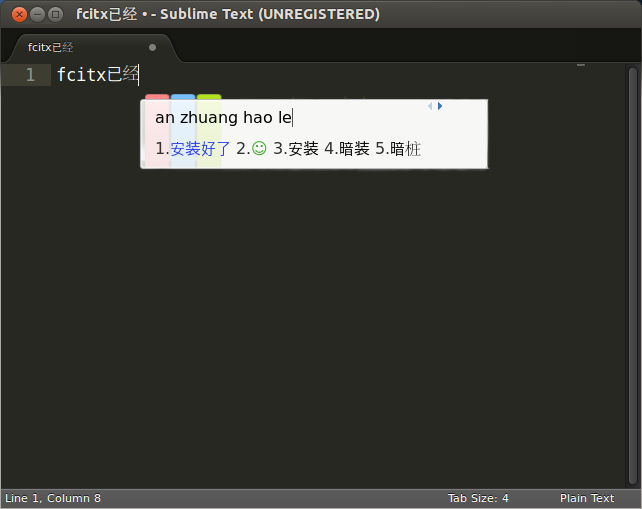 fcitx已经 • - Sublime Text (UNREGISTERED)
fcitx已经
1 fcitx已经
an zhuang hao le
1.安装好了 2.☺ 3.安装 4.暗装 5.暗桩
Line 1, Column 8 Tab Size: 4 Plain Text